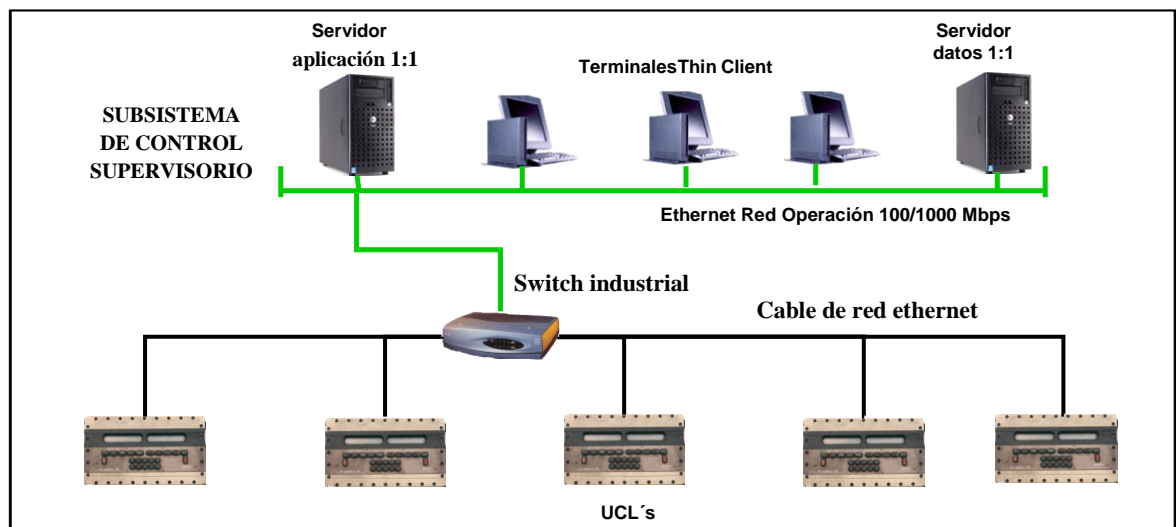 Servidor
aplicación 1:1
Servidor
datos 1:1
TerminalesThin Client
SUBSISTEMA
DE CONTROL
SUPERVISORIO
Ethernet Red Operación 100/1000 Mbps
Switch industrial
Cable de red ethernet
UCL´s